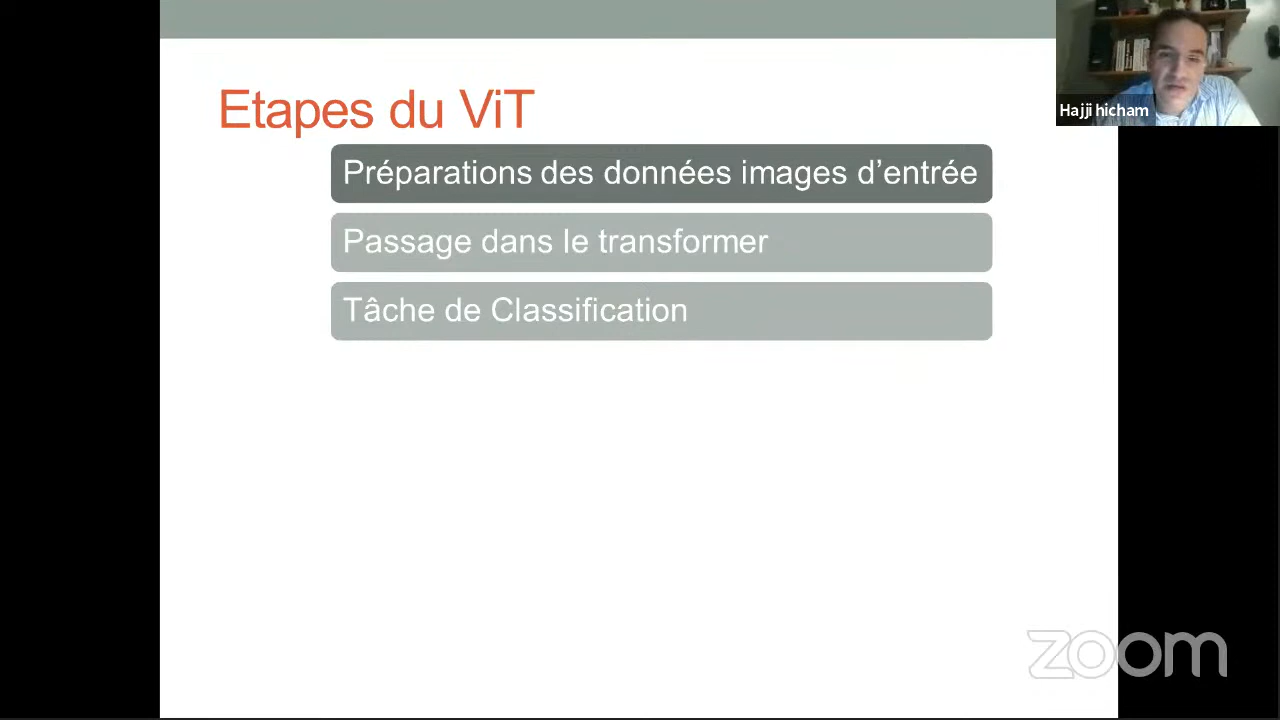 Etapes du ViT
Préparations des données images d’entrée
Passage dans le transformer
Tâche de Classification
Hajji hicham
zoom